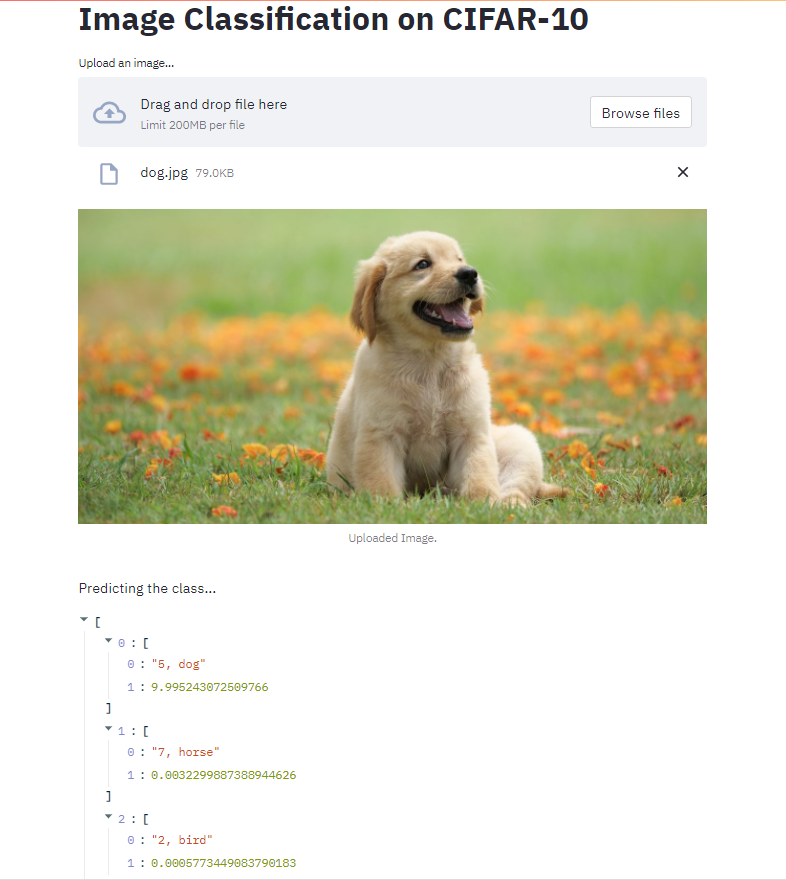 Image Classification on CIFAR-10
Upload an image...
Drag and drop file here
Limit 200MB per file
Browse files
dog.jpg 79.0KB
Uploaded Image.
Predicting the class...
[
0 : [
0 : "5, dog"
1 : 9.995243072509766
]
1 : [
0 : "7, horse"
1 : 0.0032299887388944626
]
2 : [
0 : "2, bird"
1 : 0.0005773449083790183